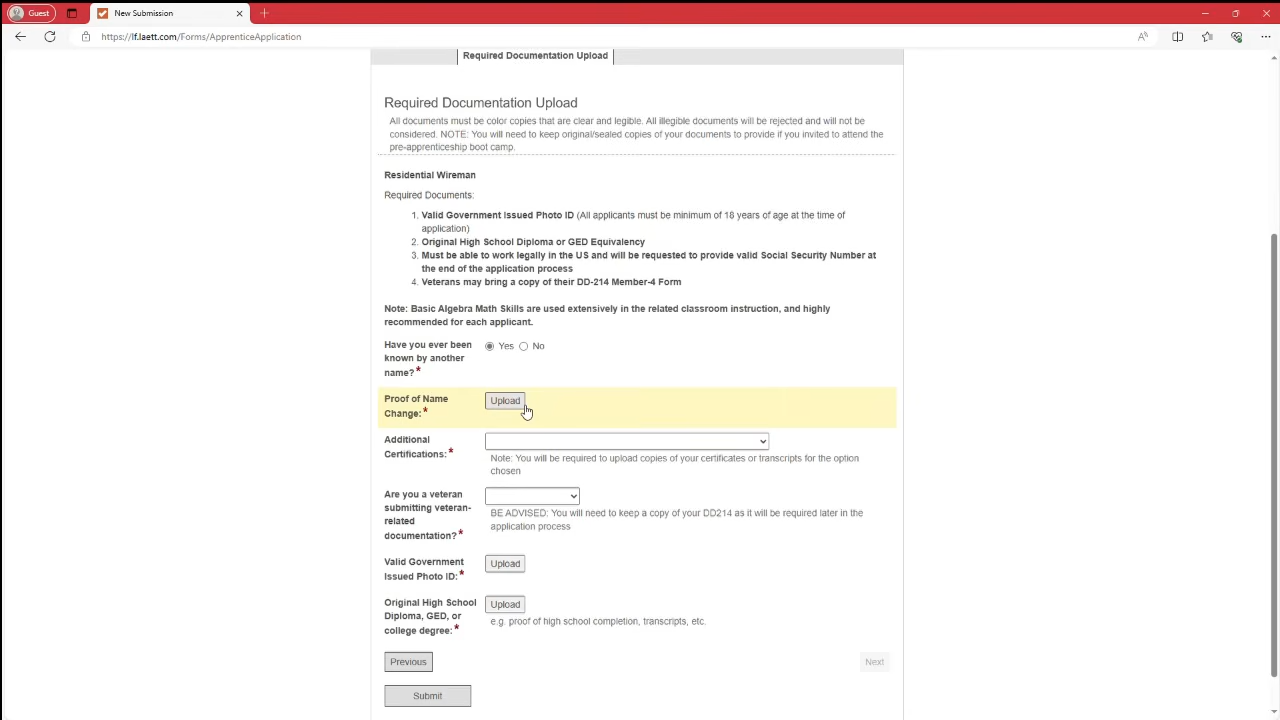 Guest
New Submission
https://lf.laett.com/Forms/ApprenticeApplication
Required Documentation Upload
Required Documentation Upload
All documents must be color copies that are clear and legible. All illegible documents will be rejected and will not be
considered. NOTE: You will need to keep original/sealed copies of your documents to provide if you invited to attend the
pre-apprenticeship boot camp.
Residential Wireman
Required Documents:
1. Valid Government Issued Photo ID (All applicants must be minimum of 18 years of age at the time of
application)
2. Original High School Diploma or GED Equivalency
3. Must be able to work legally in the US and will be requested to provide valid Social Security Number at
the end of the application process
4. Veterans may bring a copy of their DD-214 Member-4 Form
Note: Basic Algebra Math Skills are used extensively in the related classroom instruction, and highly
recommended for each applicant.
Have you ever been
known by another
name?*
Yes No
Proof of Name
Change:*
Upload
Additional
Certifications:*
Note: You will be required to upload copies of your certificates or transcripts for the option
chosen
Are you a veteran
submitting veteran-
related
documentation?*
BE ADVISED: You will need to keep a copy of your DD214 as it will be required later in the
application process
Valid Government
Issued Photo ID:*
Upload
Original High School
Diploma, GED, or
college degree:*
Upload
e.g. proof of high school completion, transcripts, etc.
Previous
Next
Submit